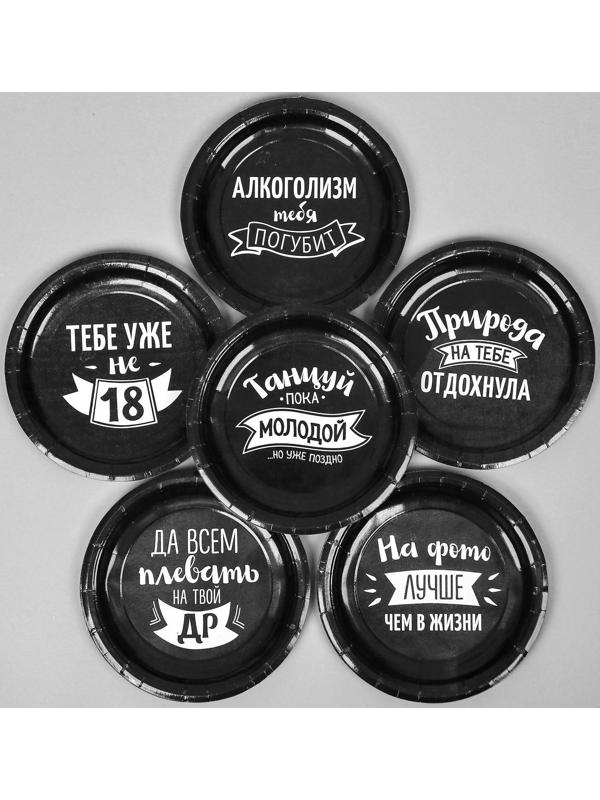 АЛКОГОЛИЗМ
тебя
ПОГУБИТ
ТЕБЕ УЖЕ
не
18
Природа
НА ТЕБЕ
ОТДОХНУЛА
Танцуй
·ПОКА·
МОЛОДОЙ
...НО УЖЕ ПОЗДНО
ДА ВСЕМ
плевать
НА ТВОЙ
ДР
На фото
ЛУЧШЕ
ЧЕМ В ЖИЗНИ